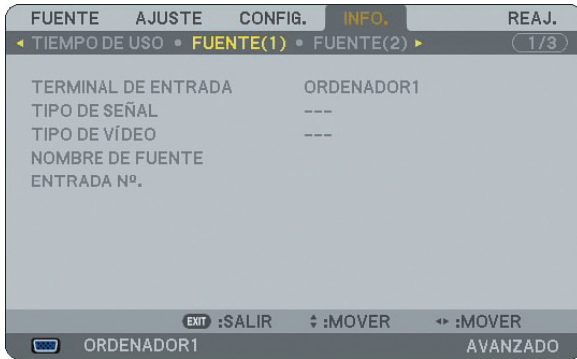 FUENTE AJUSTE CONFIG. INFO. REAJ.
TIEMPO DE USO • FUENTE(1) • FUENTE(2) 1/3
TERMINAL DE ENTRADA ORDENADOR1
TIPO DE SEÑAL ---
TIPO DE VÍDEO ---
NOMBRE DE FUENTE
ENTRADA Nº.
EXIT :SALIR :MOVER :MOVER
ORDENADOR1 AVANZADO